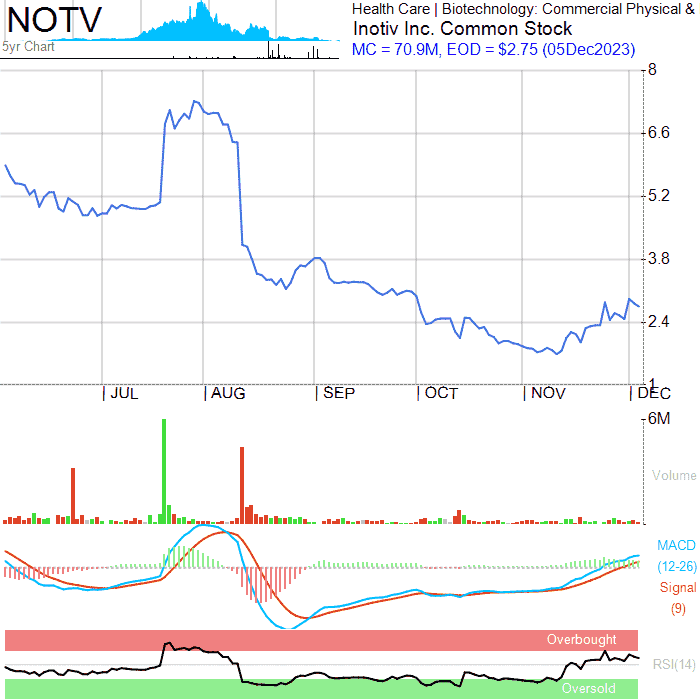 NOTV
5yr Chart
Health Care | Biotechnology: Commercial Physical &
Inotiv Inc. Common Stock
MC = 70.9M, EOD = $2.75 (05Dec2023)
8
6.6
5.2
3.8
2.4
1
| JUL | AUG | SEP | OCT | NOV | DEC
6M
Volume
MACD
(12-26)
Signal
(9)
Overbought
RSI(14)
Oversold